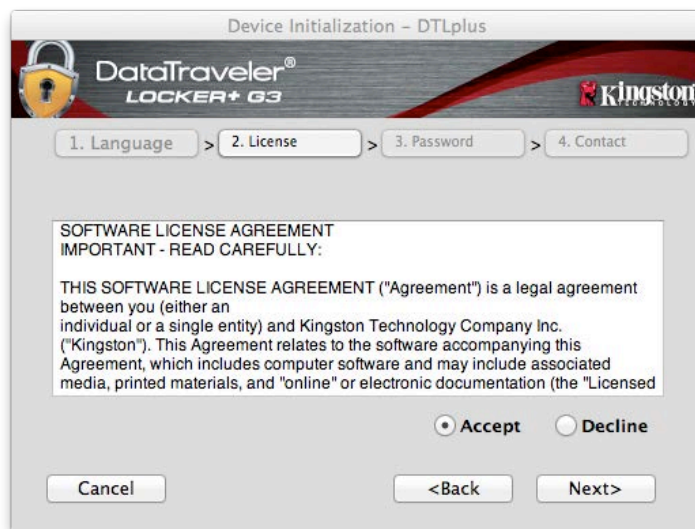 Device Initialization – DTLplus
DataTraveler®
LOCKER+ G3
Kingston
TECHNOLOGY
1. Language > 2. License > 3. Password > 4. Contact
SOFTWARE LICENSE AGREEMENT
IMPORTANT - READ CAREFULLY:
THIS SOFTWARE LICENSE AGREEMENT ("Agreement") is a legal agreement
between you (either an
individual or a single entity) and Kingston Technology Company Inc.
("Kingston"). This Agreement relates to the software accompanying this
Agreement, which includes computer software and may include associated
media, printed materials, and "online" or electronic documentation (the "Licensed
Accept Decline
Cancel <Back Next>